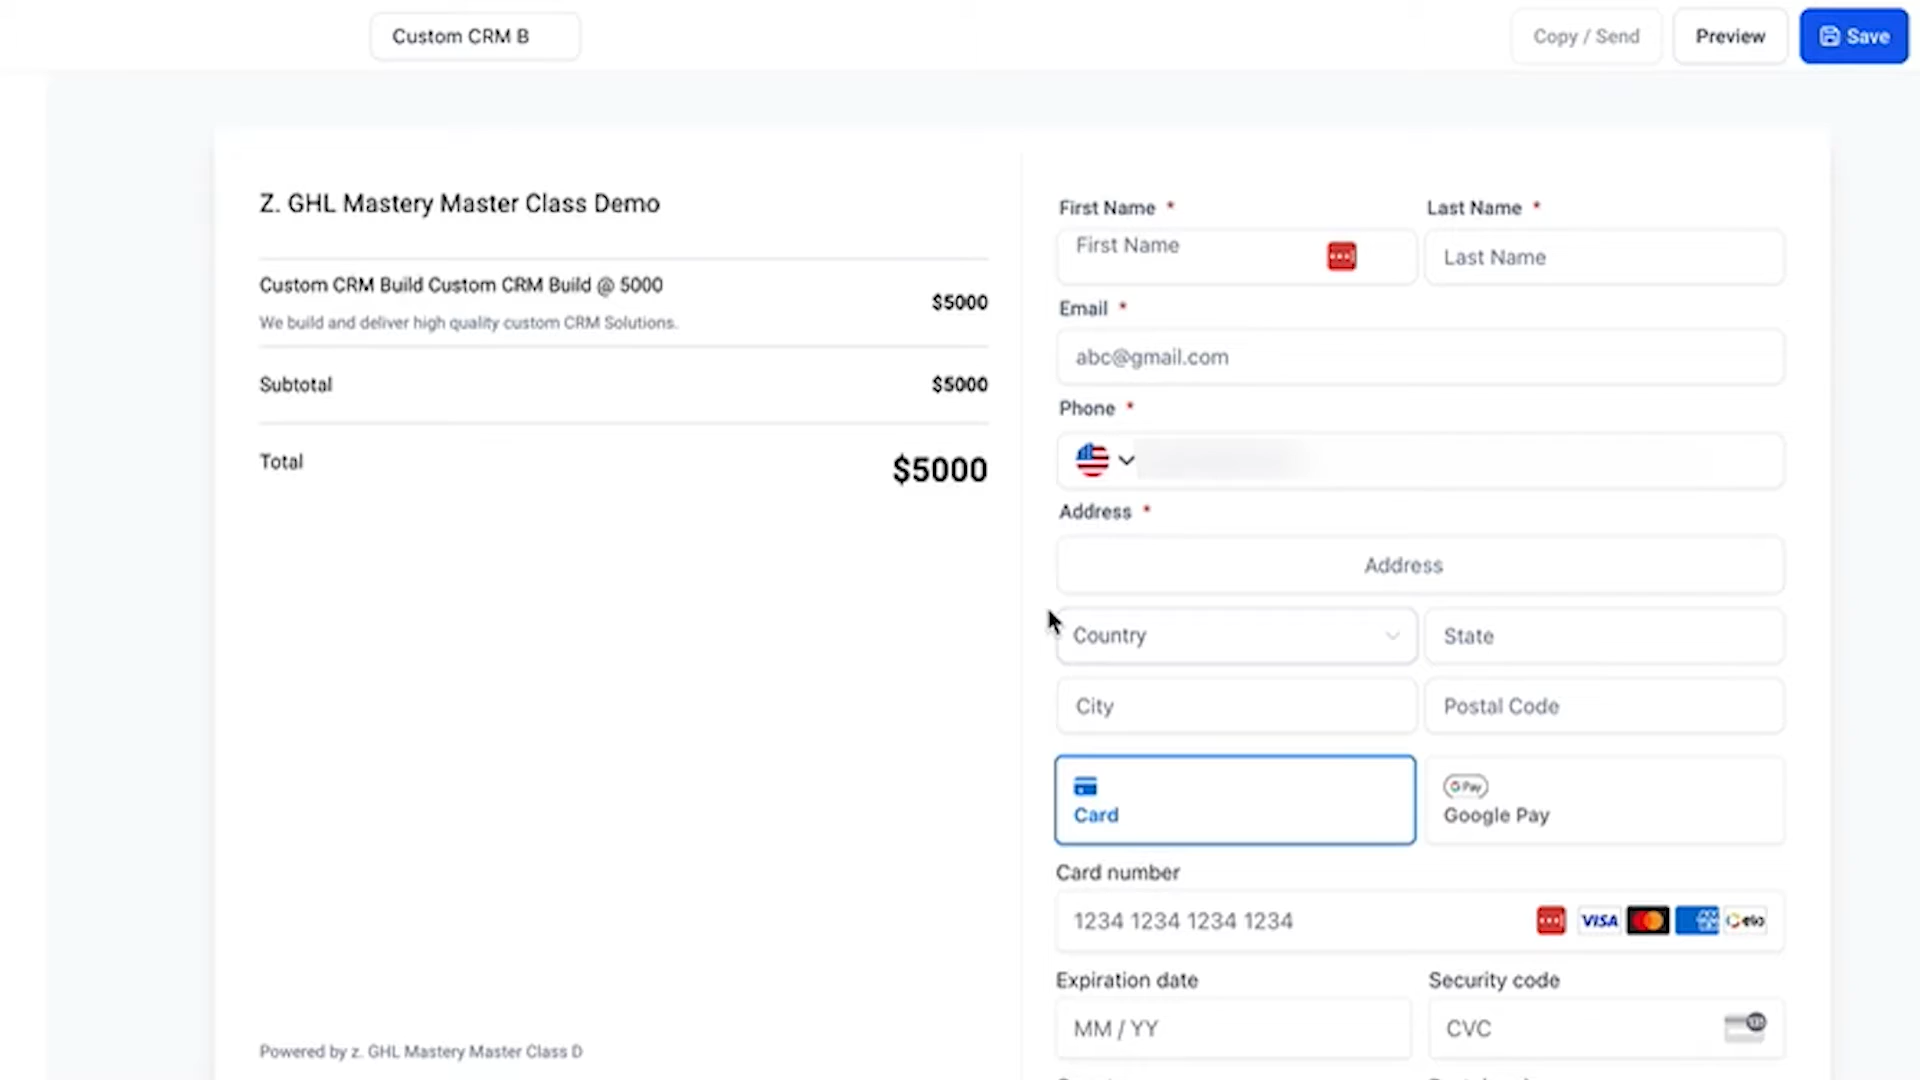 Custom CRM B
Copy / Send
Preview
Save
Z. GHL Mastery Master Class Demo
Custom CRM Build Custom CRM Build @ 5000
$5000
We build and deliver high quality custom CRM Solutions.
Subtotal
$5000
Total
$5000
Powered by z. GHL Mastery Master Class D
First Name *
Last Name *
First Name
Last Name
Email *
abc@gmail.com
Phone *
Address *
Address
Country
State
City
Postal Code
Card
G Pay
Google Pay
Card number
1234 1234 1234 1234
VISA
elo
Expiration date
Security code
MM / YY
CVC